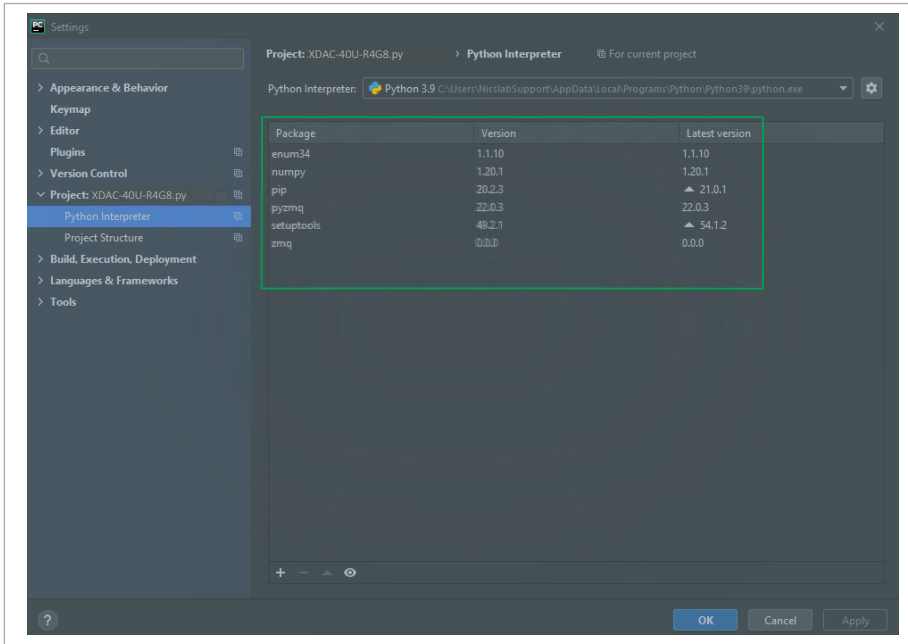 PC Settings
Project: XDAC-40U-R4G8.py > Python Interpreter For current project
Python Interpreter: Python 3.9 C:\Users\NicslabSupport\AppData\Local\Programs\Python\Python39\python.exe
> Appearance & Behavior
Keymap
> Editor
Plugins
> Version Control
Project: XDAC-40U-R4G8.py
Python Interpreter
Project Structure
> Build, Execution, Deployment
> Languages & Frameworks
> Tools
Package Version Latest version
enum34 1.1.10 1.1.10
numpy 1.20.1 1.20.1
pip 20.2.3 21.0.1
pyzmq 22.0.3 22.0.3
setuptools 49.2.1 54.1.2
zmq 0.0.0 0.0.0
?
OK Cancel Apply